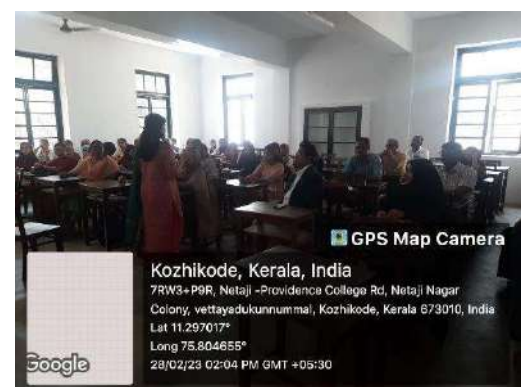 GPS Map Camera
Kozhikode, Kerala, India
7RW3+P9R, Netaji -Providence College Rd, Netaji Nagar
Colony, vettayadukunnummal, Kozhikode, Kerala 673010, India
Lat 11.297017°
Long 75.804655°
28/02/23 02:04 PM GMT +05:30
Google